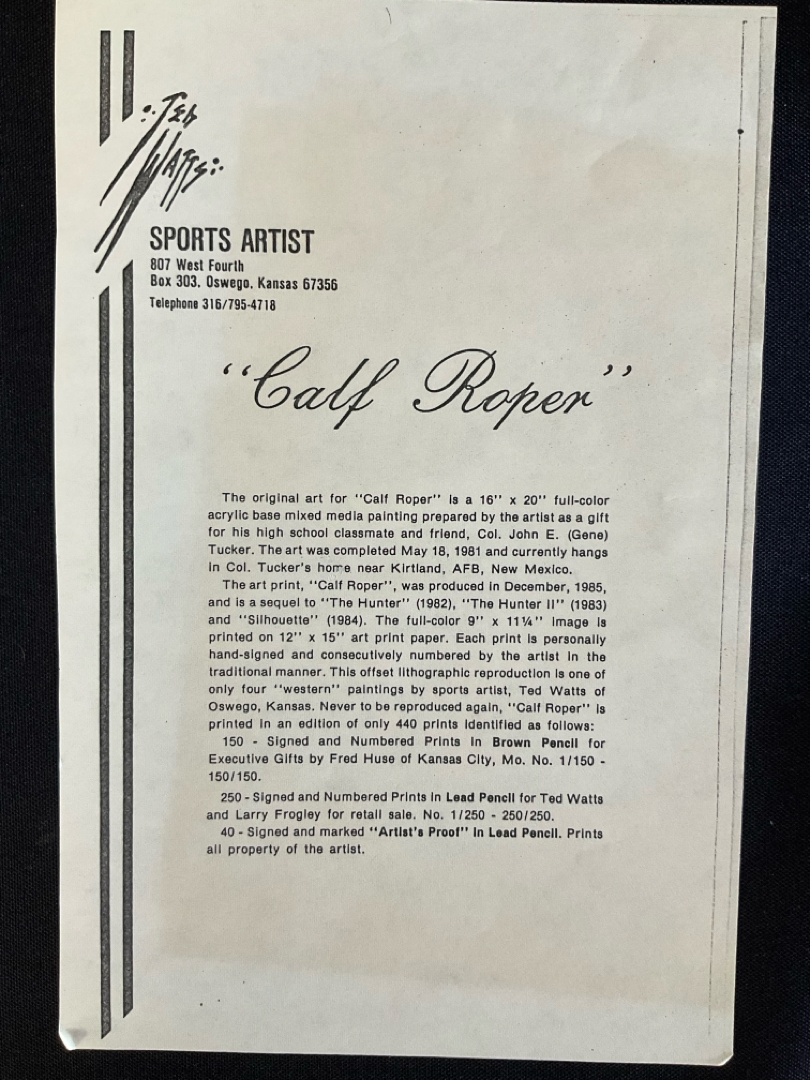 Ted
Watts
SPORTS ARTIST
807 West Fourth
Box 303, Oswego, Kansas 67356
Telephone 316/795-4718
"Calf Roper"
The original art for "Calf Roper" is a 16" x 20" full-color
acrylic base mixed media painting prepared by the artist as a gift
for his high school classmate and friend, Col. John E. (Gene)
Tucker. The art was completed May 18, 1981 and currently hangs
in Col. Tucker's home near Kirtland, AFB, New Mexico.
The art print, "Calf Roper", was produced in December, 1985,
and is a sequel to "The Hunter" (1982), "The Hunter II" (1983)
and "Silhouette" (1984). The full-color 9" x 11¼" image is
printed on 12" x 15" art print paper. Each print is personally
hand-signed and consecutively numbered by the artist in the
traditional manner. This offset lithographic reproduction is one of
only four "western" paintings by sports artist, Ted Watts of
Oswego, Kansas. Never to be reproduced again, "Calf Roper" is
printed in an edition of only 440 prints identified as follows:
150 - Signed and Numbered Prints in Brown Pencil for
Executive Gifts by Fred Huse of Kansas City, Mo. No. 1/150 -
150/150.
250 - Signed and Numbered Prints in Lead Pencil for Ted Watts
and Larry Frogley for retail sale. No. 1/250 - 250/250.
40 - Signed and marked "Artist's Proof" in Lead Pencil. Prints
all property of the artist.